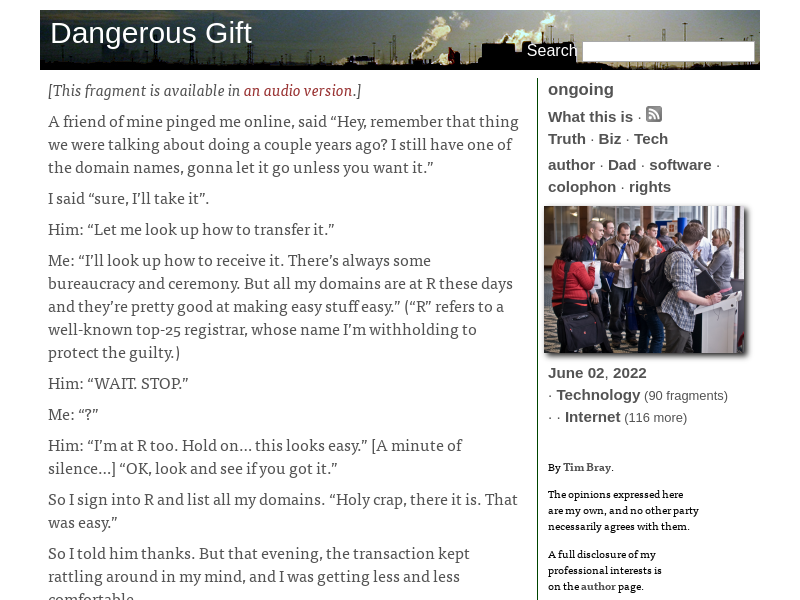 Dangerous Gift
Search
[This fragment is available in an audio version.]
A friend of mine pinged me online, said “Hey, remember that thing
we were talking about doing a couple years ago? I still have one of
the domain names, gonna let it go unless you want it.”
I said “sure, I’ll take it”.
Him: “Let me look up how to transfer it.”
Me: “I’ll look up how to receive it. There’s always some
bureaucracy and ceremony. But all my domains are at R these days
and they’re pretty good at making easy stuff easy.” (“R” refers to a
well-known top-25 registrar, whose name I’m withholding to
protect the guilty.)
Him: “WAIT. STOP.”
Me: “?”
Him: “I’m at R too. Hold on… this looks easy.” [A minute of
silence…] “OK, look and see if you got it.”
So I sign into R and list all my domains. “Holy crap, there it is. That
was easy.”
So I told him thanks. But that evening, the transaction kept
rattling around in my mind, and I was getting less and less
comfortable.
ongoing
What this is ·
Truth · Biz · Tech
author · Dad · software ·
colophon · rights
June 02, 2022
· Technology (90 fragments)
· · Internet (116 more)
By Tim Bray.
The opinions expressed here
are my own, and no other party
necessarily agrees with them.
A full disclosure of my
professional interests is
on the author page.